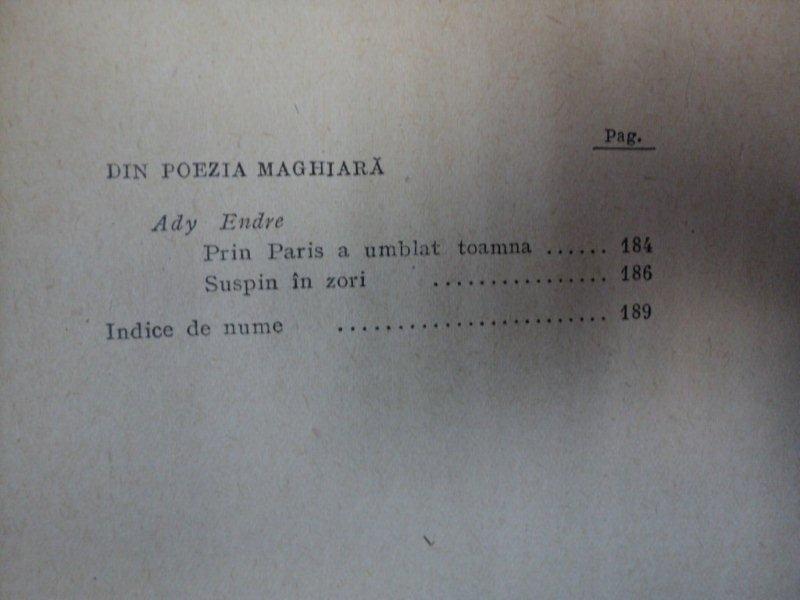 Pag.
DIN POEZIA MAGHIARĂ
Ady Endre
Prin Paris a umblat toamna ...... 184
Suspin în zori ................ 186
Indice de nume ....................... 189